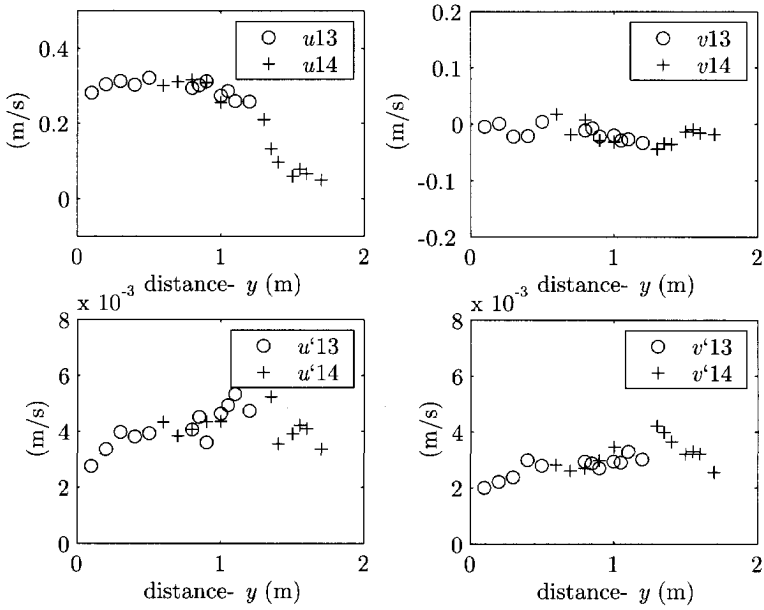 u13
u14
0.4
0.2
0
(m/s)
0
1
2
distance- y (m)
v13
v14
0.2
0.1
0
-0.1
-0.2
(m/s)
0
1
2
distance- y (m)
x 10⁻³
u‘13
u‘14
8
6
4
2
0
(m/s)
0
1
2
distance- y (m)
x 10⁻³
v‘13
v‘14
8
6
4
2
0
(m/s)
0
1
2
distance- y (m)